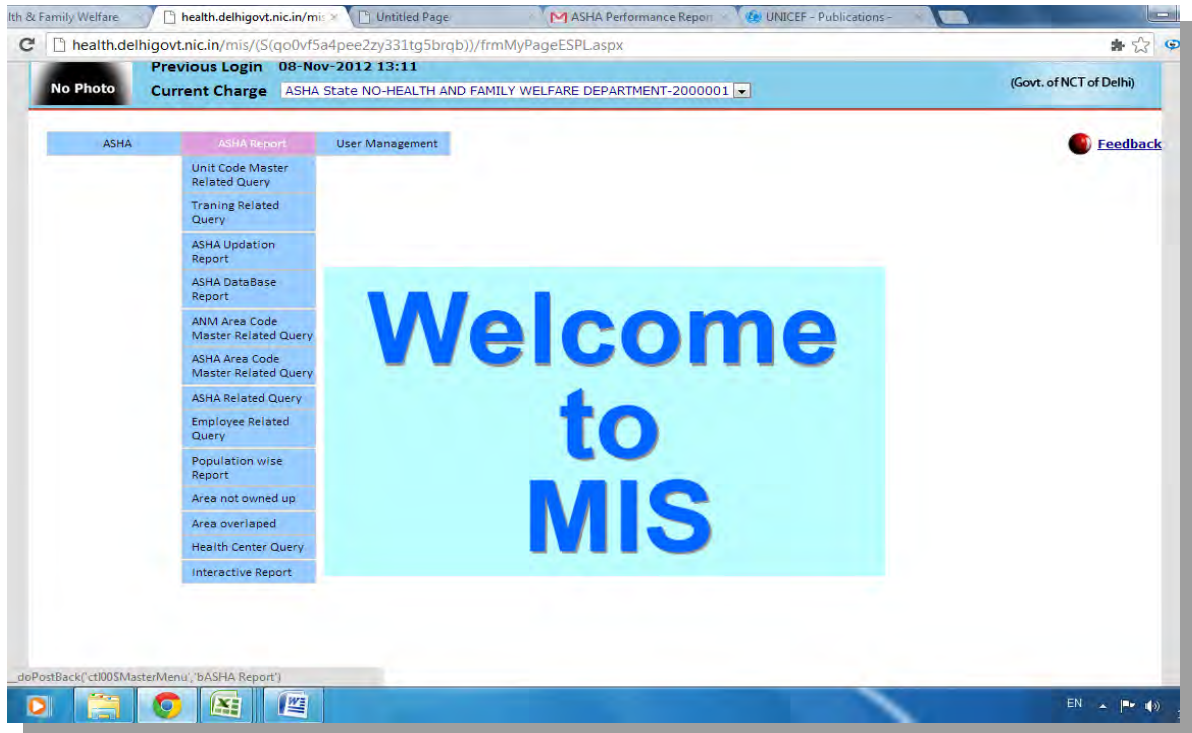 lth & Family Welfare
health.delhigovt.nic.in/mis
Untitled Page
ASHA Performance Report
UNICEF - Publications -
health.delhigovt.nic.in/mis/(S(qo0vf5a4pee2zy331tg5brqb))/frmMyPageESPL.aspx
Previous Login 08-Nov-2012 13:11
No Photo
Current Charge ASHA State NO-HEALTH AND FAMILY WELFARE DEPARTMENT-2000001
(Govt. of NCT of Delhi)
ASHA
ASHA Report
User Management
Feedback
Unit Code Master
Related Query
Traning Related
Query
ASHA Updation
Report
ASHA DataBase
Report
ANM Area Code
Master Related Query
ASHA Area Code
Master Related Query
ASHA Related Query
Employee Related
Query
Population wise
Report
Area not owned up
Area overlaped
Health Center Query
Interactive Report
Welcome
to
MIS
_doPostBack('ctl00$MasterMenu','bASHA Report')
EN